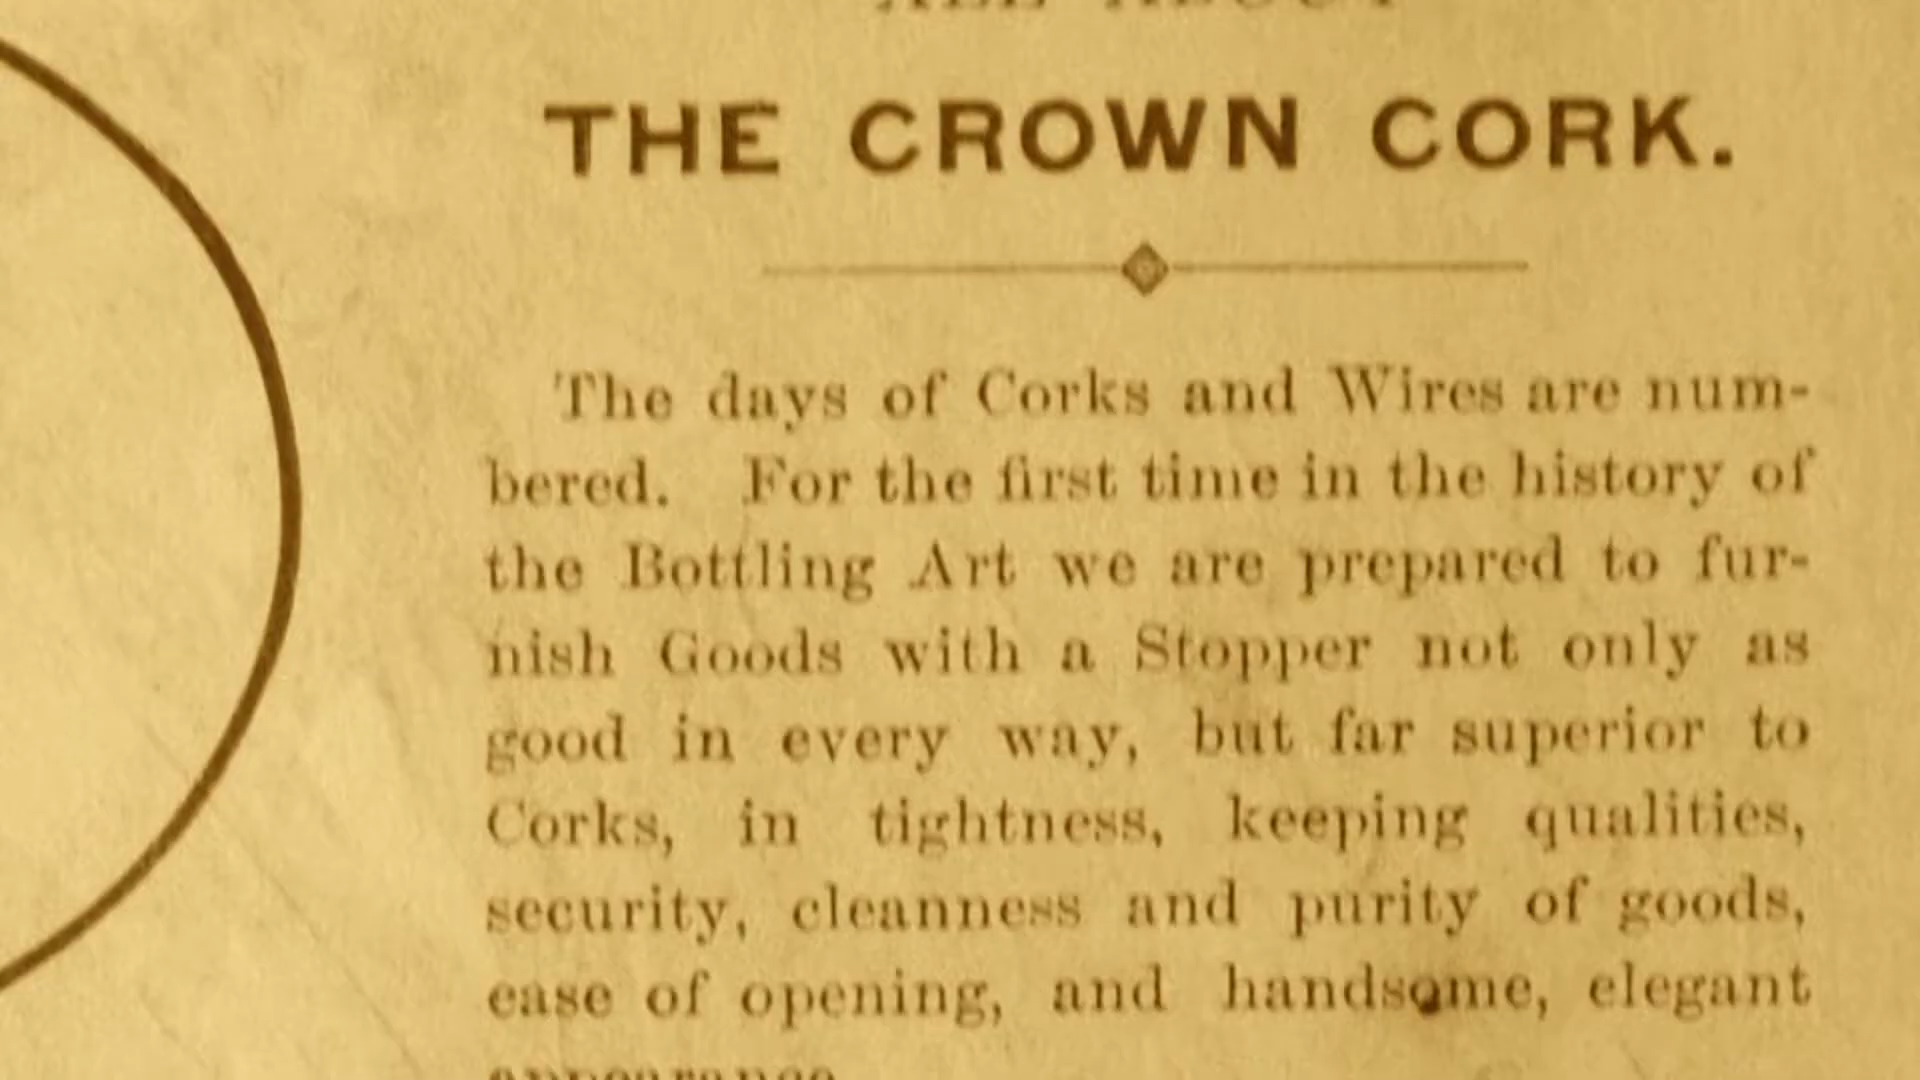 ALL ABOUT
THE CROWN CORK.
The days of Corks and Wires are num-
bered. For the first time in the history of
the Bottling Art we are prepared to fur-
nish Goods with a Stopper not only as
good in every way, but far superior to
Corks, in tightness, keeping qualities,
security, cleanness and purity of goods,
ease of opening, and handsome, elegant
appearance